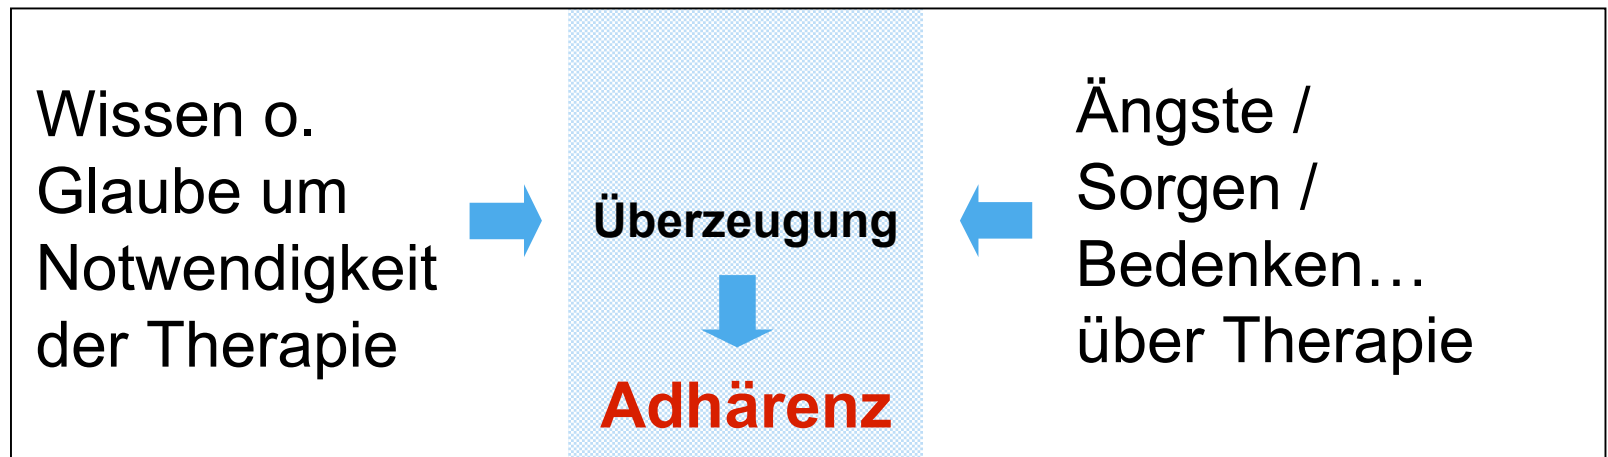 Wissen o.
Glaube um
Notwendigkeit
der Therapie
Überzeugung
Adhärenz
Ängste /
Sorgen /
Bedenken…
über Therapie